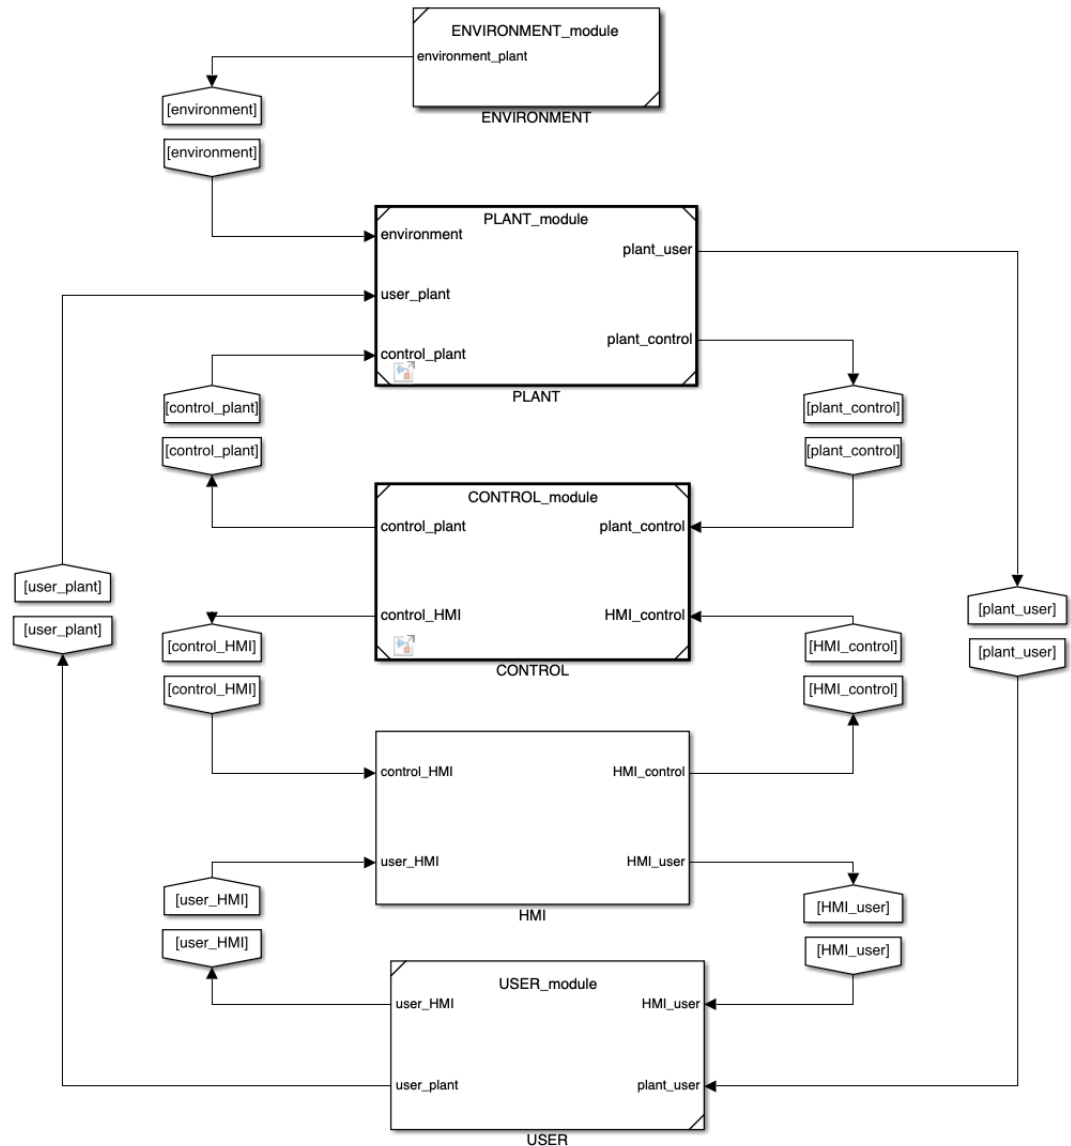 ENVIRONMENT_module
environment_plant
ENVIRONMENT
[environment]
[environment]
PLANT_module
environment
plant_user
user_plant
plant_control
control_plant
PLANT
[control_plant]
[plant_control]
[control_plant]
[plant_control]
CONTROL_module
control_plant
plant_control
[user_plant]
[plant_user]
control_HMI
HMI_control
[user_plant]
[control_HMI]
[HMI_control]
[plant_user]
CONTROL
[control_HMI]
[HMI_control]
control_HMI
HMI_control
user_HMI
HMI_user
[user_HMI]
[HMI_user]
HMI
[user_HMI]
[HMI_user]
USER_module
user_HMI
HMI_user
user_plant
plant_user
USER